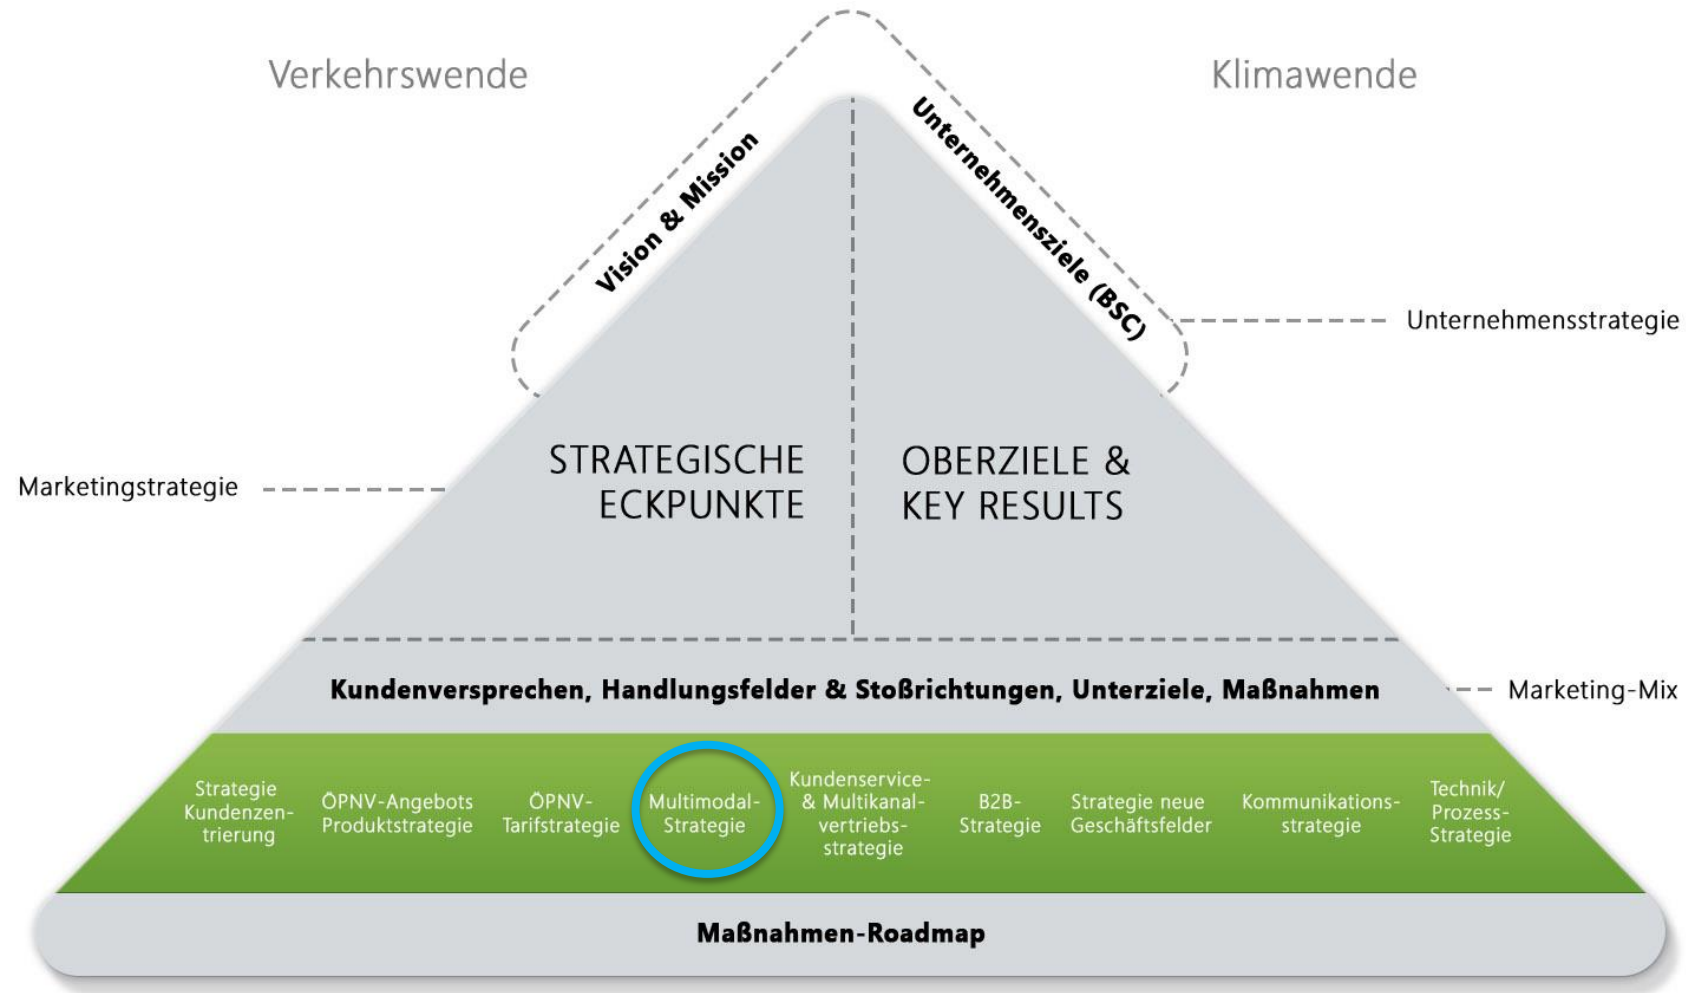 Verkehrswende
Klimawende
Vision & Mission
Unternehmensziele (BSC)
Unternehmensstrategie
STRATEGISCHE
ECKPUNKTE
OBERZIELE &
KEY RESULTS
Marketingstrategie
Kundenversprechen, Handlungsfelder & Stoßrichtungen, Unterziele, Maßnahmen
Marketing-Mix
Strategie
Kundenzen-
trierung
ÖPNV-Angebots
Produktstrategie
ÖPNV-
Tarifstrategie
Multimodal-
Strategie
Kundenservice-
& Multikanal-
vertriebs-
strategie
B2B-
Strategie
Strategie neue
Geschäftsfelder
Kommunikations-
strategie
Technik/
Prozess-
Strategie
Maßnahmen-Roadmap